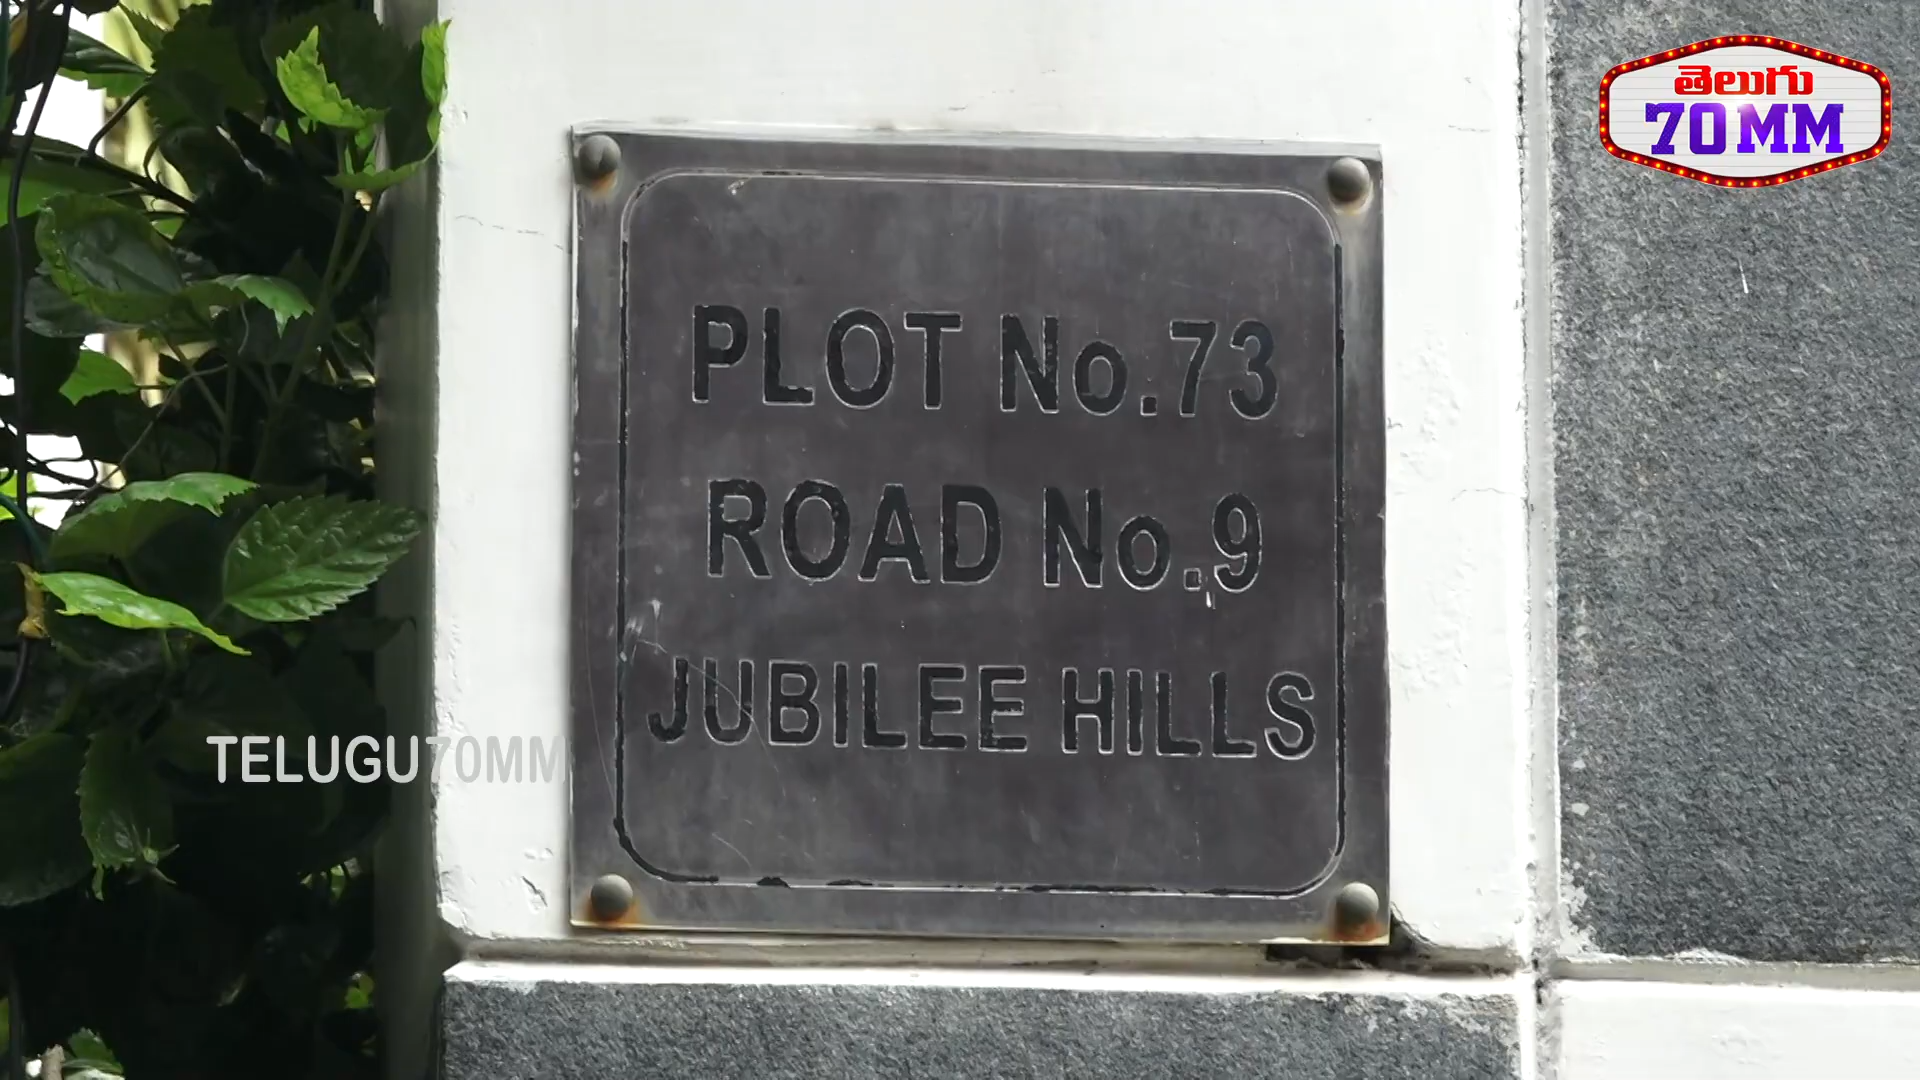 తెలుగు
70MM
PLOT No.73
ROAD No.9
JUBILEE HILLS
TELUGU70MM